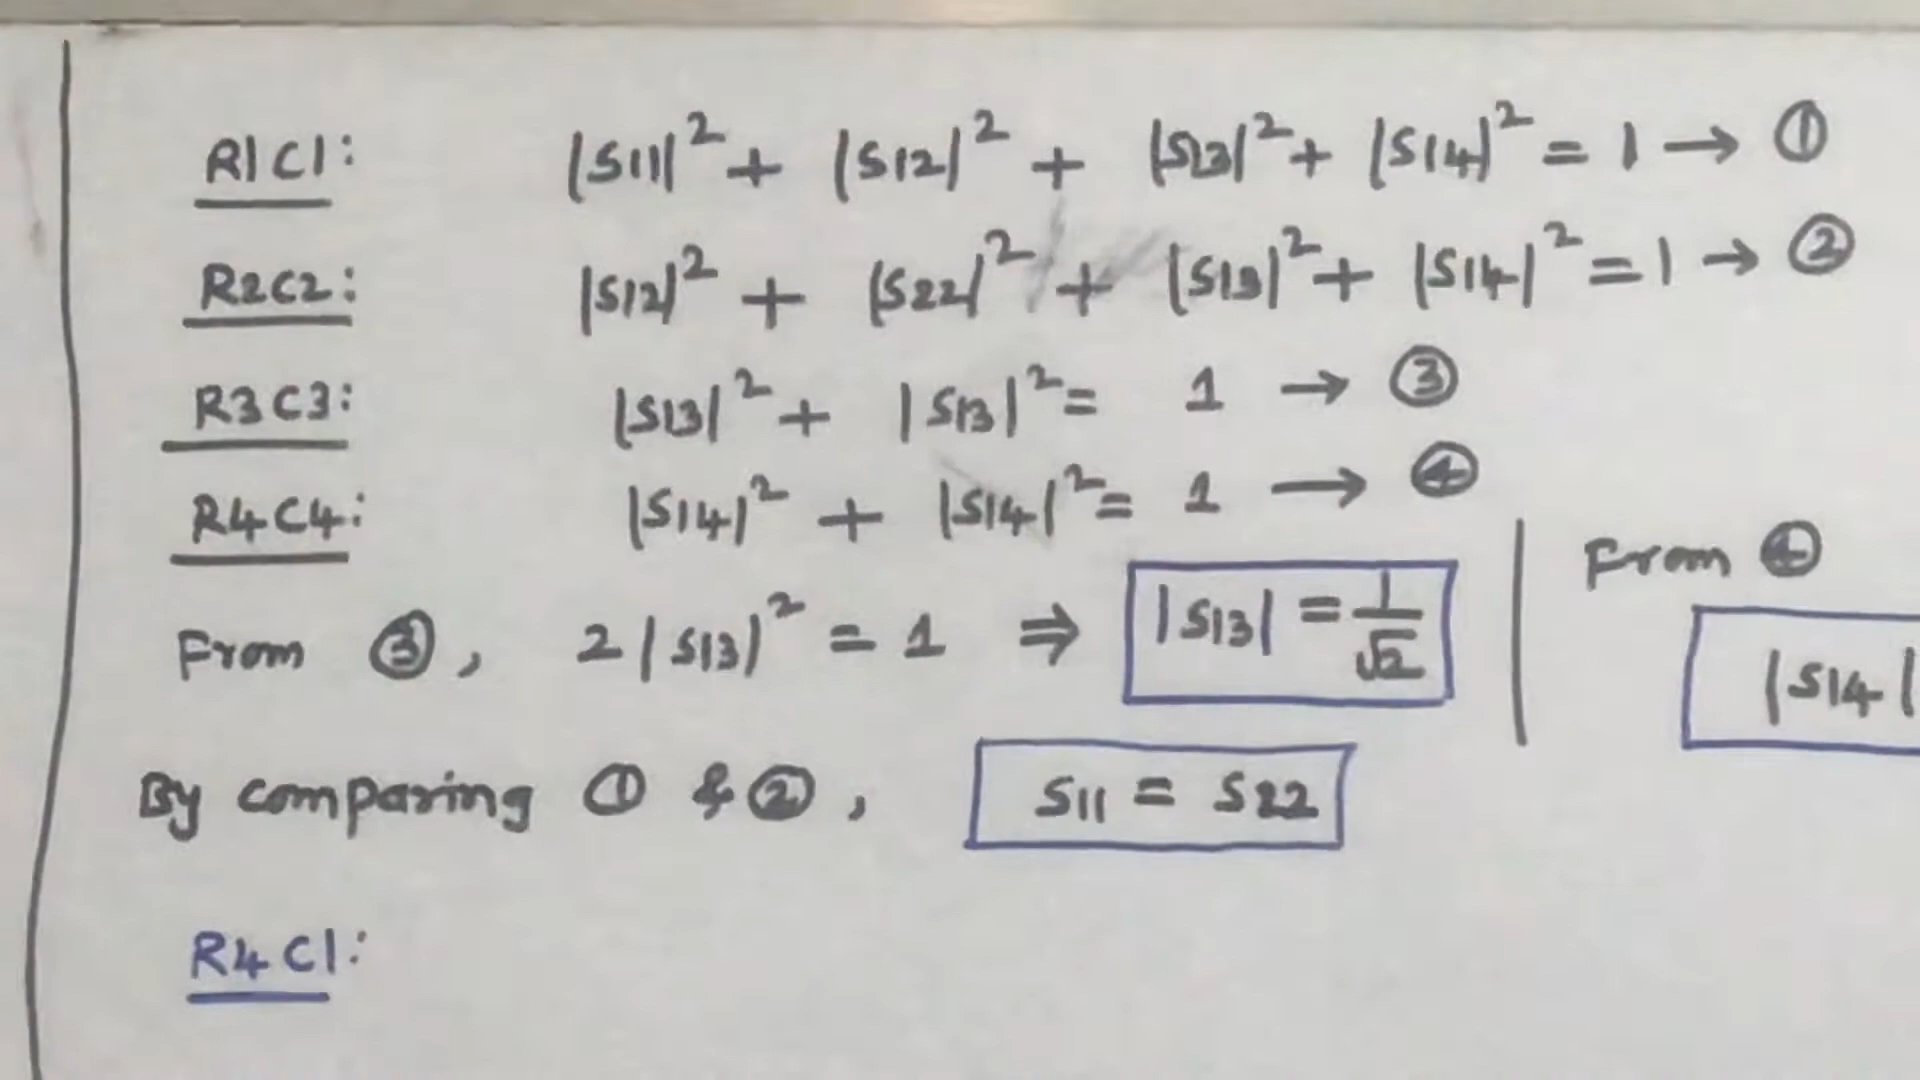 R1C1: |S11|² + |S12|² + |S13|² + |S14|² = 1 → ①
R2C2: |S12|² + |S22|² + |S13|² + |S14|² = 1 → ②
R3C3: |S13|² + |S13|² = 1 → ③
R4C4: |S14|² + |S14|² = 1 → ④
From ③, 2|S13|² = 1 ⇒ |S13| = 1/√2
From ④
|S14|
By comparing ① & ②, S11 = S22
R4C1: